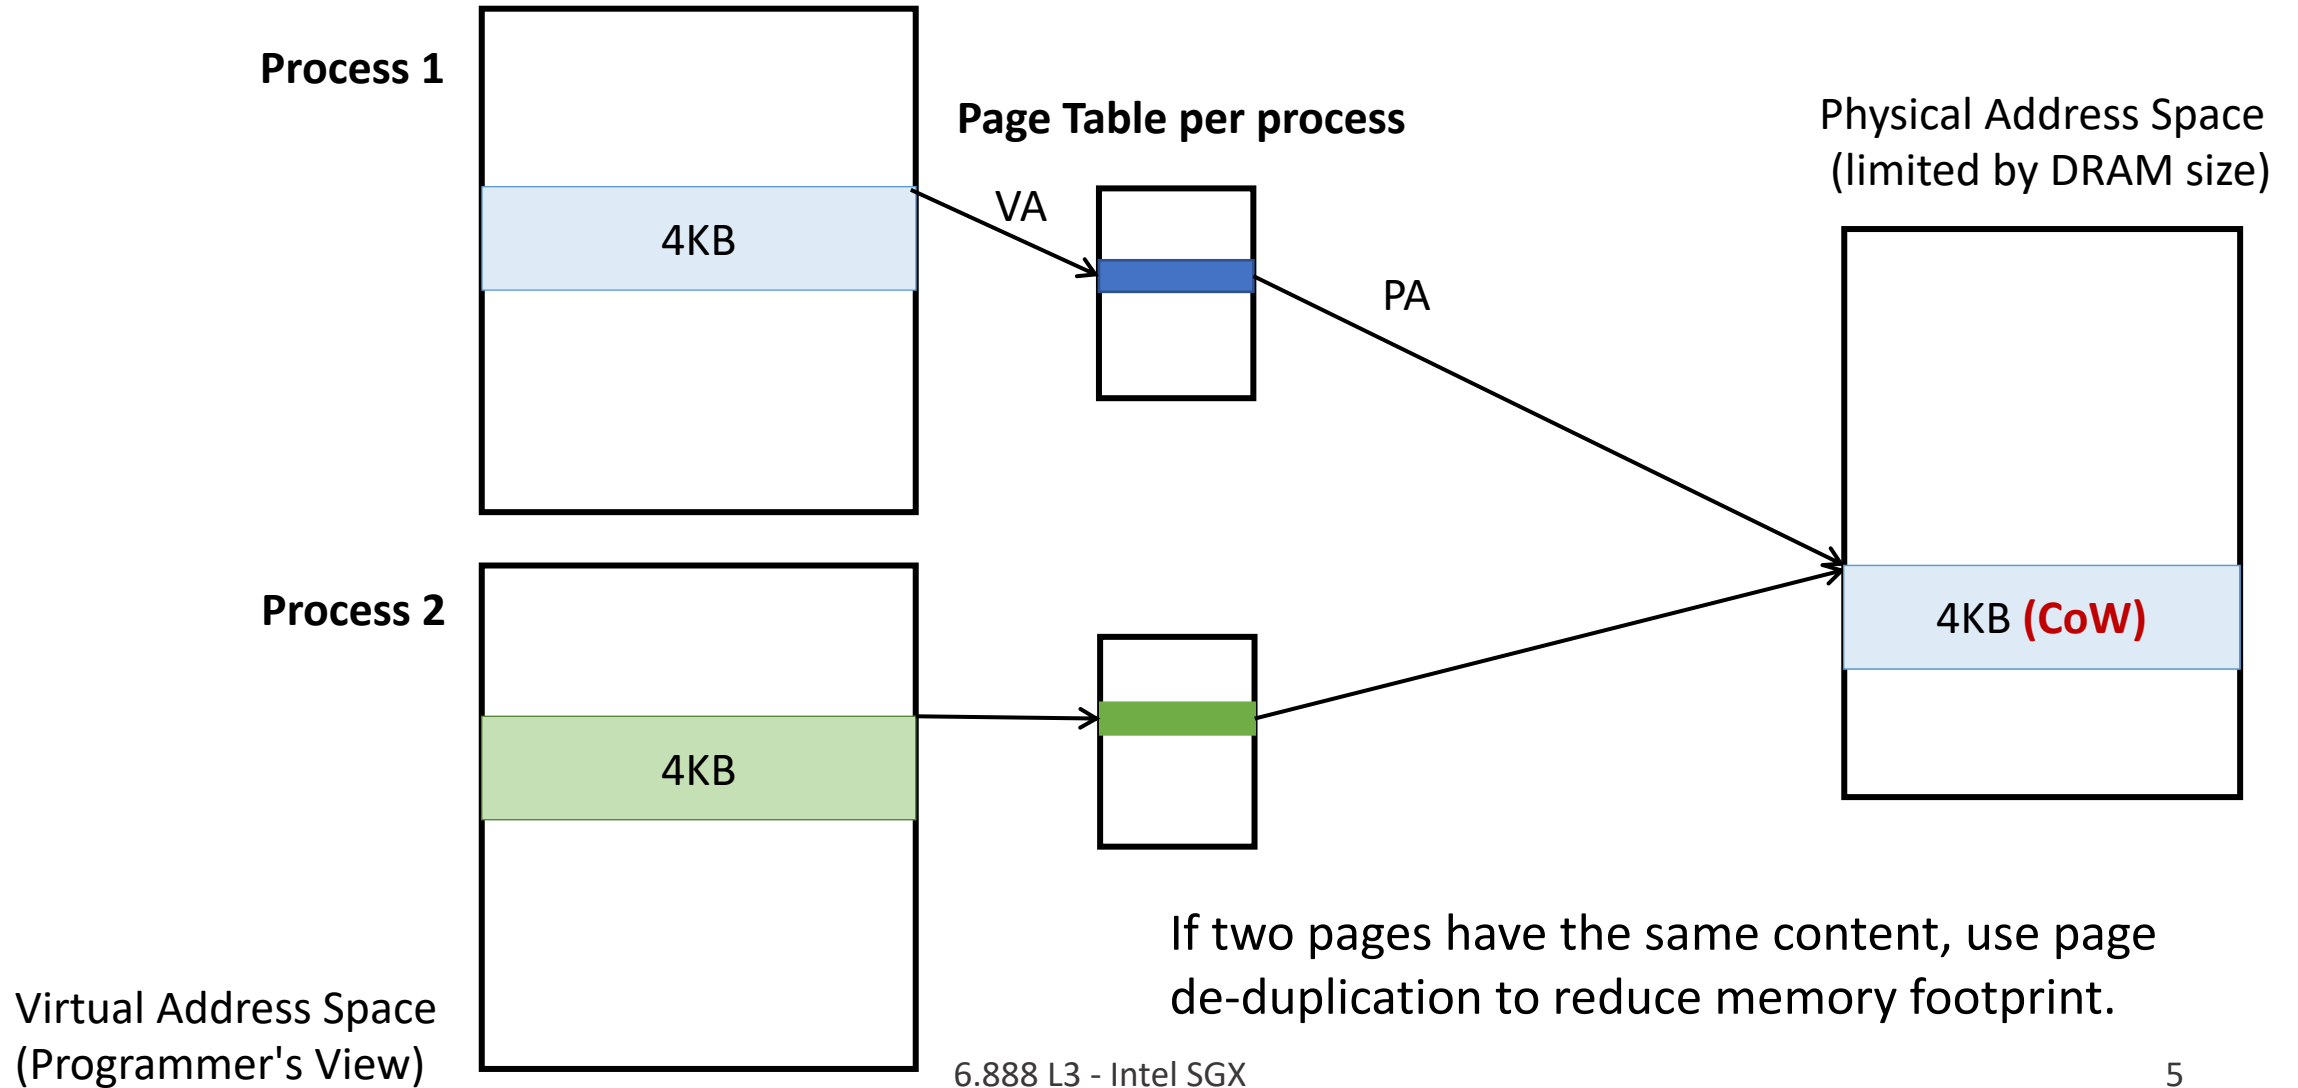 Process 1
Page Table per process
Physical Address Space
(limited by DRAM size)
VA
4KB
PA
Process 2
4KB (CoW)
4KB
If two pages have the same content, use page
de-duplication to reduce memory footprint.
Virtual Address Space
(Programmer's View)
6.888 L3 - Intel SGX
5